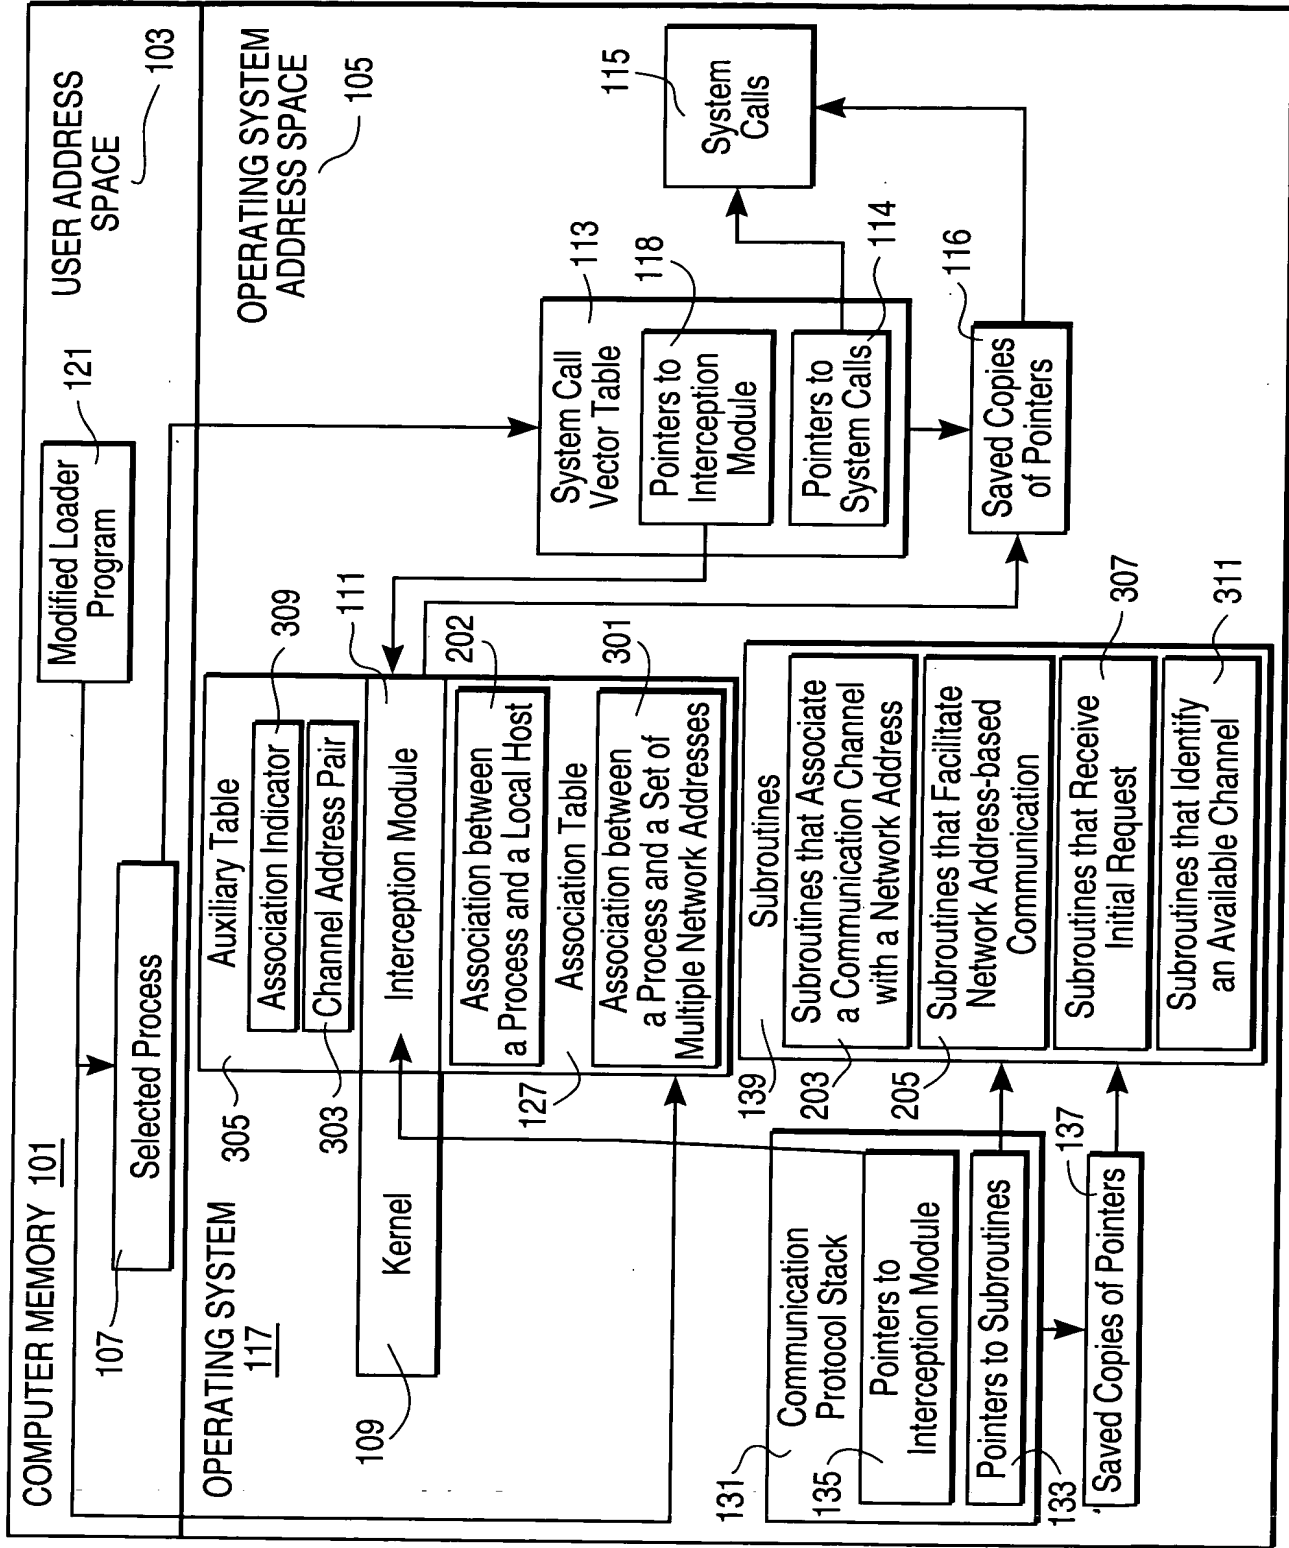 COMPUTER MEMORY 101
USER ADDRESS
SPACE
103
107
Selected Process
Modified Loader
Program
121
OPERATING SYSTEM
117
OPERATING SYSTEM
ADDRESS SPACE
105
305
Auxiliary Table
Association Indicator
309
303
Channel Address Pair
109
Kernel
Interception Module
111
Association between
a Process and a Local Host
202
127
Association Table
Association between
a Process and a Set of
Multiple Network Addresses
301
System Call
Vector Table
113
Pointers to
Interception
Module
118
Pointers to
System Calls
114
System
Calls
115
Saved Copies
of Pointers
116
131
Communication
Protocol Stack
135
Pointers to
Interception Module
133
Pointers to Subroutines
Saved Copies of Pointers
137
139
Subroutines
203
Subroutines that Associate
a Communication Channel
with a Network Address
205
Subroutines that Facilitate
Network Address-based
Communication
Subroutines that Receive
Initial Request
307
Subroutines that Identify
an Available Channel
311